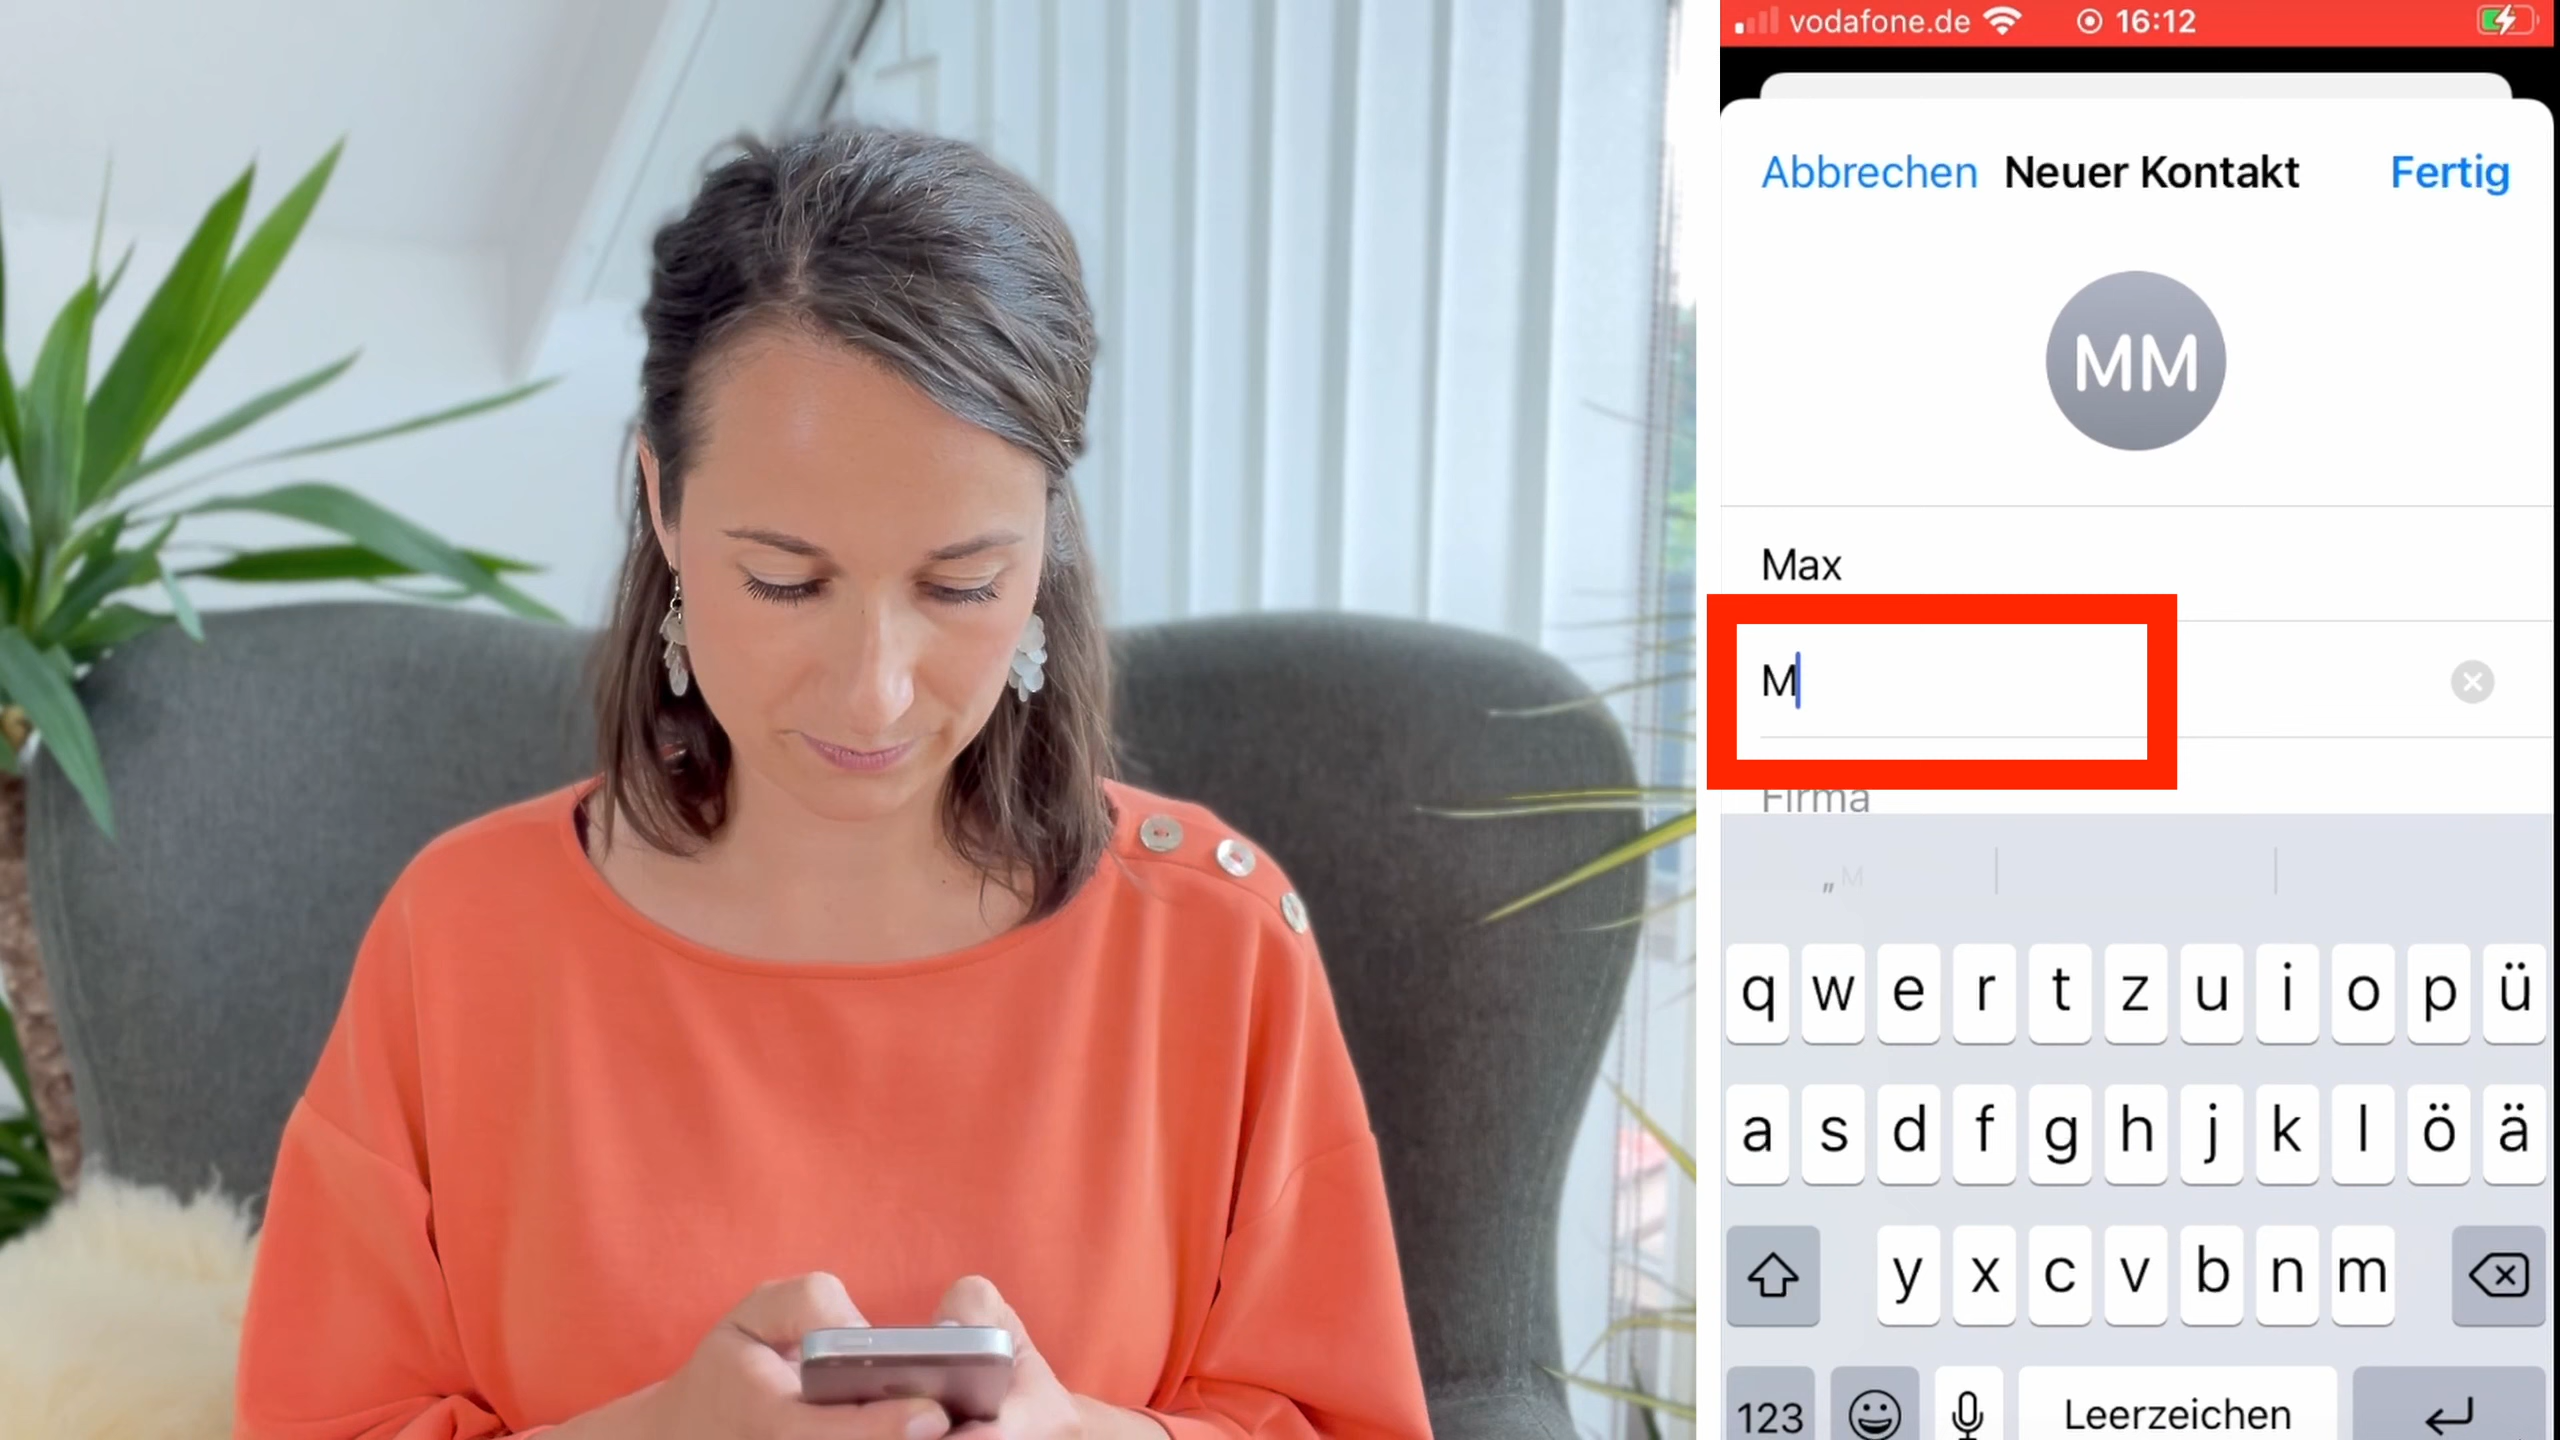 vodafone.de 16:12
Abbrechen Neuer Kontakt Fertig
MM
Max
M
Firma
„M
q w e r t z u i o p ü
a s d f g h j k l ö ä
y x c v b n m
123 Leerzeichen